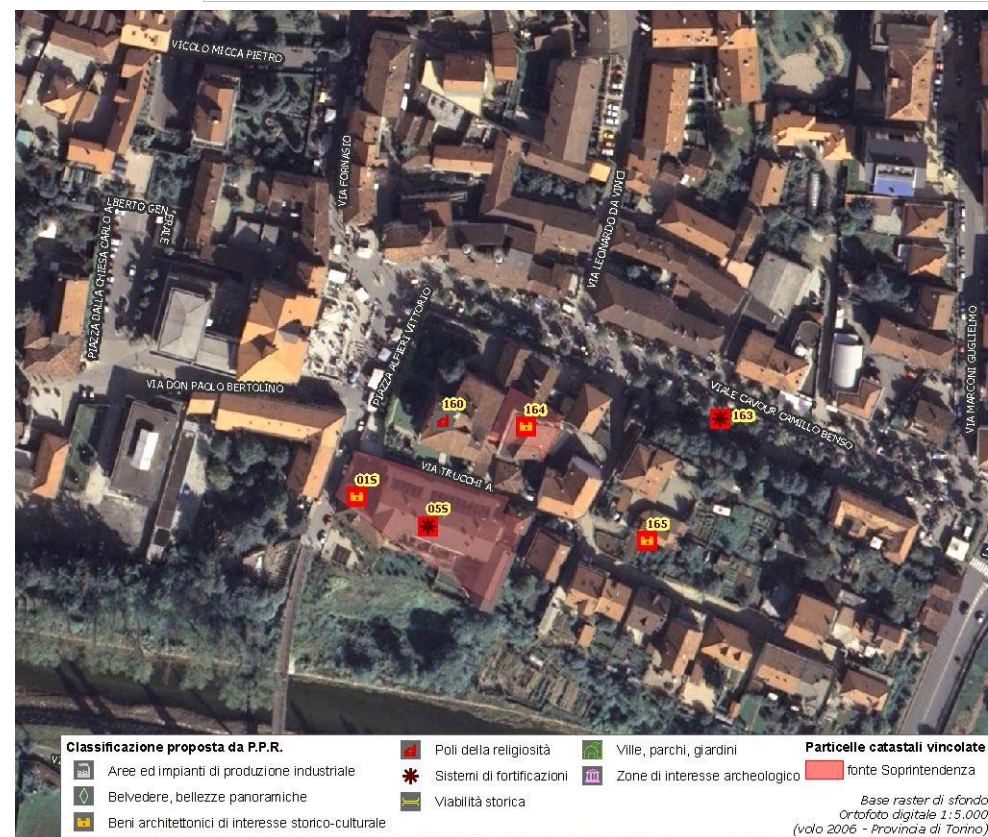 VICOLO MICCA PIETRO
VIA FORNASIO
VIA LEONARDO DA VINCI
ALBERTO GENERALE
PIAZZA DALLA CHIESA CARLO
PIAZZA ALFIERI VITTORIO
VIA MARCONI GUGLIELMO
VIA DON PAOLO BERTOLINO
VIALE CAVOUR CAMILLO BENSO
160
164
163
VIA TRUCCHI A.
01S
05S
165
Classificazione proposta da P.P.R.
Aree ed impianti di produzione industriale
Belvedere, bellezze panoramiche
Beni architettonici di interesse storico-culturale
Poli della religiosità
Sistemi di fortificazioni
Viabilità storica
Ville, parchi, giardini
Zone di interesse archeologico
Particelle catastali vincolate
fonte Soprintendenza
Base raster di sfondo
Ortofoto digitale 1:5.000
(volo 2006 - Provincia di Torino)